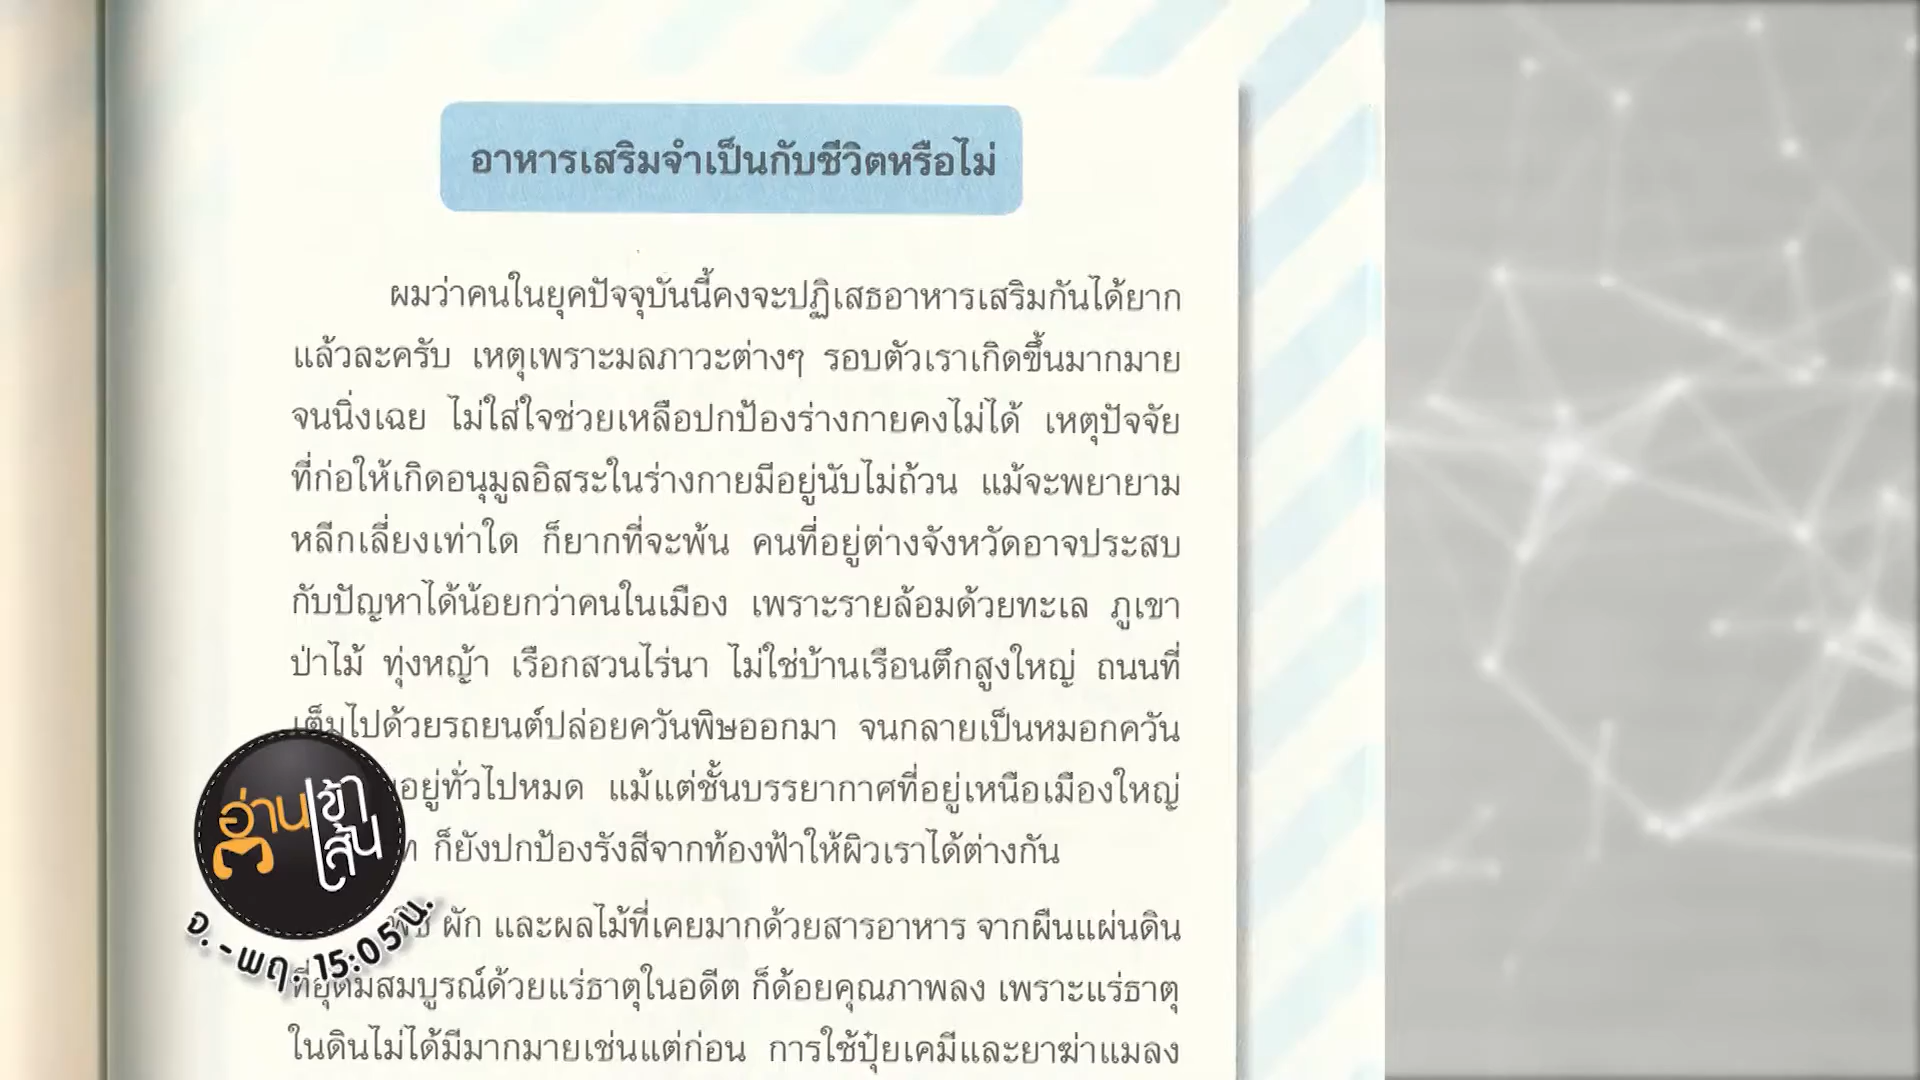 อาหารเสริมจำเป็นกับชีวิตหรือไม่
ผมว่าคนในยุคปัจจุบันนี้คงจะปฏิเสธอาหารเสริมกันได้ยาก
แล้วละครับ เหตุเพราะมลภาวะต่างๆ รอบตัวเราเกิดขึ้นมากมาย
จนนิ่งเฉย ไม่ใส่ใจช่วยเหลือปกป้องร่างกายคงไม่ได้ เหตุปัจจัย
ที่ก่อให้เกิดอนุมูลอิสระในร่างกายมีอยู่นับไม่ถ้วน แม้จะพยายาม
หลีกเลี่ยงเท่าใด ก็ยากที่จะพ้น คนที่อยู่ต่างจังหวัดอาจประสบ
กับปัญหาได้น้อยกว่าคนในเมือง เพราะรายล้อมด้วยทะเล ภูเขา
ป่าไม้ ทุ่งหญ้า เรือกสวนไร่นา ไม่ใช่บ้านเรือนตึกสูงใหญ่ ถนนที่
เต็มไปด้วยรถยนต์ปล่อยควันพิษออกมา จนกลายเป็นหมอกควัน
อยู่ทั่วไปหมด แม้แต่ชั้นบรรยากาศที่อยู่เหนือเมืองใหญ่
ก็ยังปกป้องรังสีจากท้องฟ้าให้ผิวเราได้ต่างกัน
ผัก และผลไม้ที่เคยมากด้วยสารอาหาร จากผืนแผ่นดิน
ที่อุดมสมบูรณ์ด้วยแร่ธาตุในอดีต ก็ด้อยคุณภาพลง เพราะแร่ธาตุ
ในดินไม่ได้มีมากมายเช่นแต่ก่อน การใช้ปุ๋ยเคมีและยาฆ่าแมลง
อ่านเข้าเส้น
จ. - พฤ. 15:05 น.